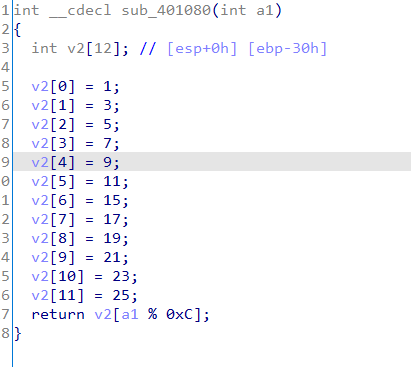 1 int __cdecl sub_401080(int a1)
2 {
3   int v2[12]; // [esp+0h] [ebp-30h]
4
5   v2[0] = 1;
6   v2[1] = 3;
7   v2[2] = 5;
8   v2[3] = 7;
9   v2[4] = 9;
0   v2[5] = 11;
1   v2[6] = 15;
2   v2[7] = 17;
3   v2[8] = 19;
4   v2[9] = 21;
5   v2[10] = 23;
6   v2[11] = 25;
7   return v2[a1 % 0xC];
8 }